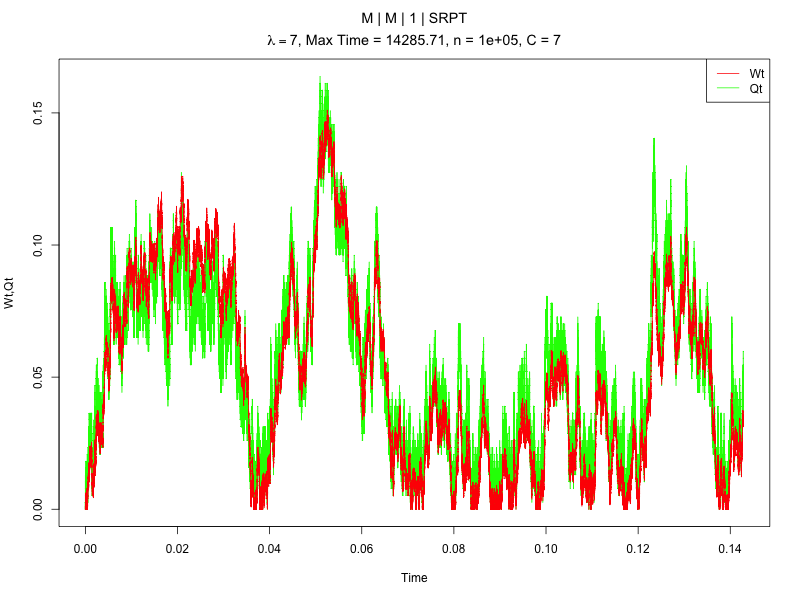 M | M | 1 | SRPT
λ = 7, Max Time = 14285.71, n = 1e+05, C = 7
Wt
Qt
Wt,Qt
0.15
0.10
0.05
0.00
0.00 0.02 0.04 0.06 0.08 0.10 0.12 0.14
Time